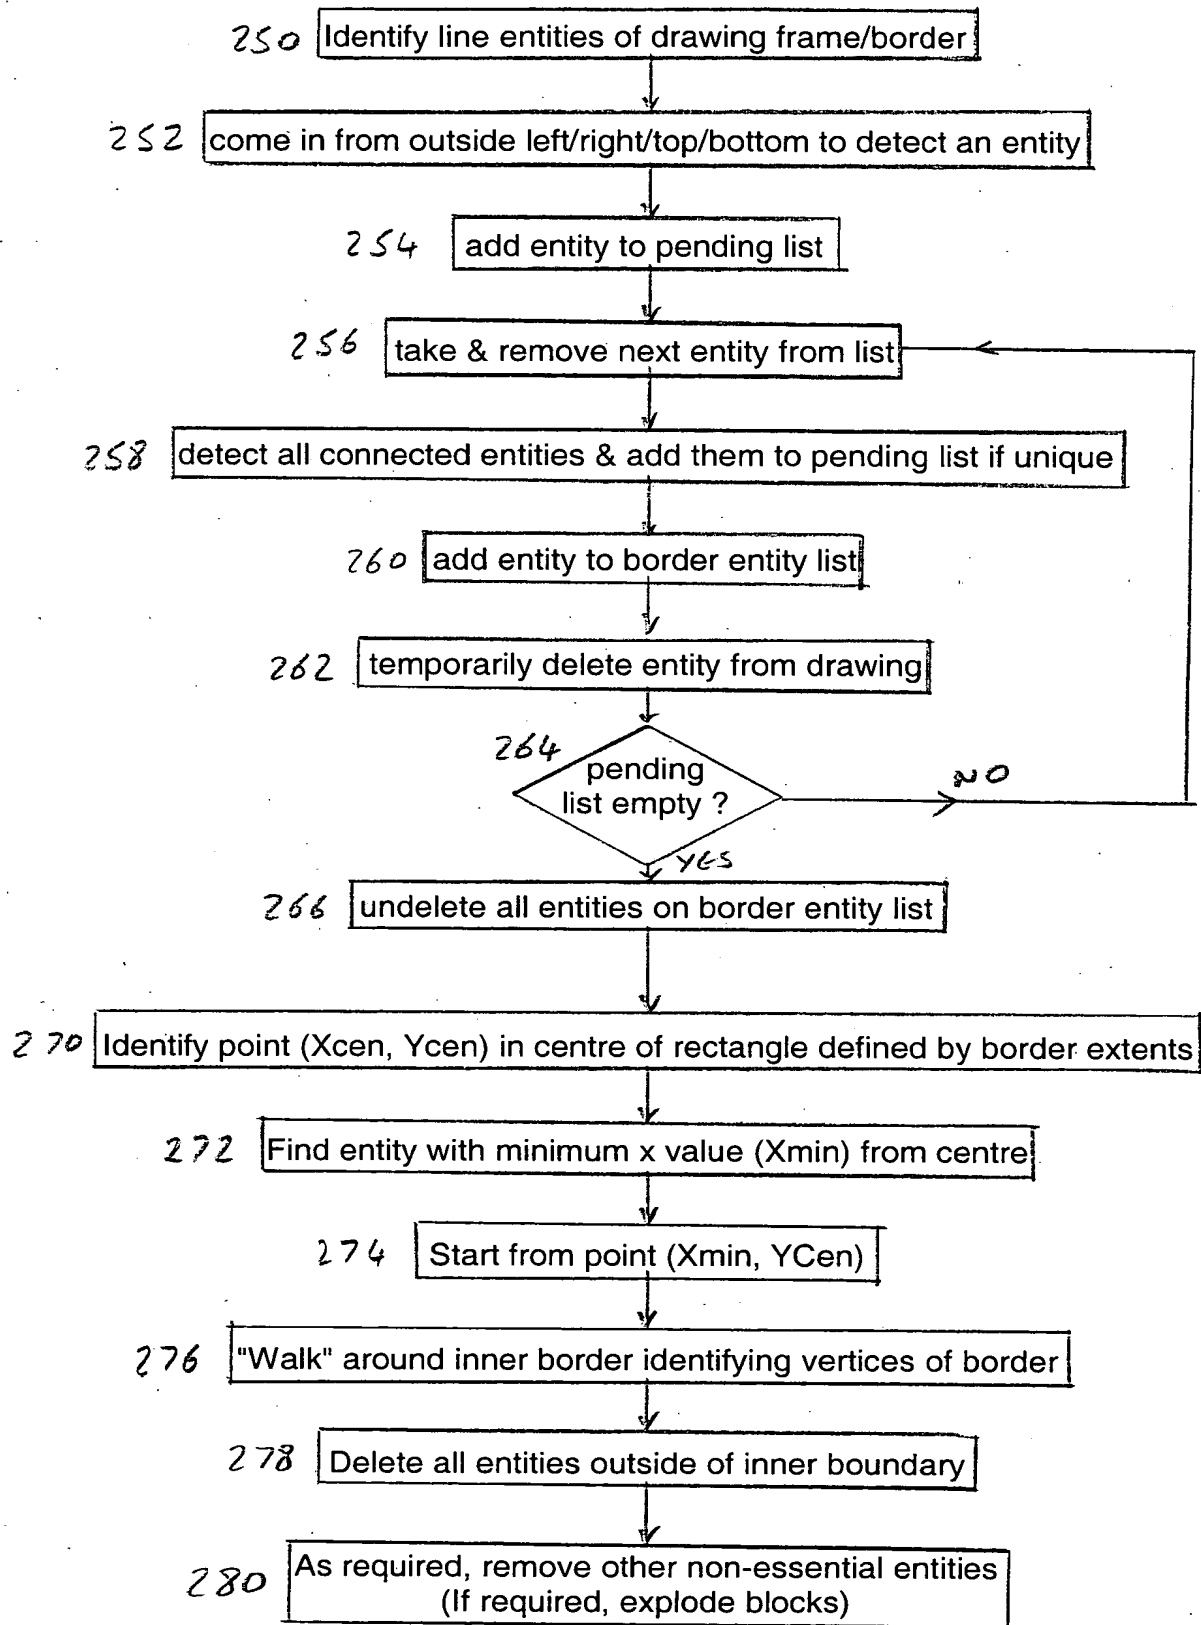 250 Identify line entities of drawing frame/border
252 come in from outside left/right/top/bottom to detect an entity
254 add entity to pending list
256 take & remove next entity from list
258 detect all connected entities & add them to pending list if unique
260 add entity to border entity list
262 temporarily delete entity from drawing
264 pending
list empty ?
NO
YES
266 undelete all entities on border entity list
270 Identify point (Xcen, Ycen) in centre of rectangle defined by border extents
272 Find entity with minimum x value (Xmin) from centre
274 Start from point (Xmin, YCen)
276 "Walk" around inner border identifying vertices of border
278 Delete all entities outside of inner boundary
280 As required, remove other non-essential entities
(If required, explode blocks)